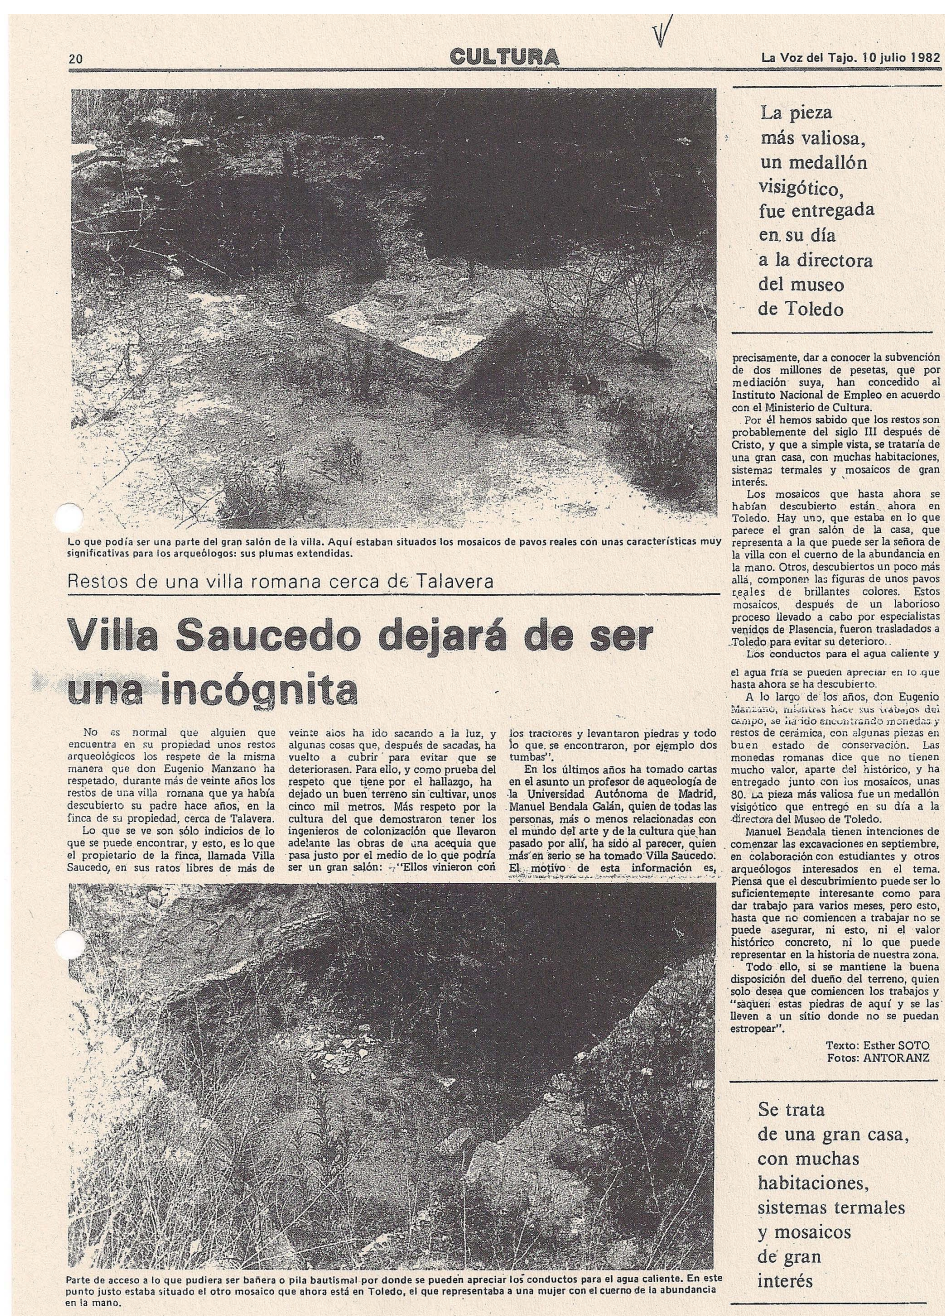 20
CULTURA
La Voz del Tajo. 10 julio 1982
Lo que podía ser una parte del gran salón de la villa. Aquí estaban situados los mosaicos de pavos reales con unas características muy
significativas para los arqueólogos: sus plumas extendidas.
Restos de una villa romana cerca de Talavera
Villa Saucedo dejará de ser
una incógnita
No es normal que alguien que
encuentra en su propiedad unos restos
arqueológicos los respete de la misma
manera que don Eugenio Manzano ha
respetado, durante más de veinte años los
restos de una villa romana que ya había
descubierto su padre hace años, en la
finca de su propiedad, cerca de Talavera.
Lo que se ve son sólo indicios de lo
que se puede encontrar, y esto, es lo que
el propietario de la finca, llamada Villa
Saucedo, en sus ratos libres de más de
veinte años ha ido sacando a la luz, y
algunas cosas que, después de sacadas, ha
vuelto a cubrir para evitar que se
deteriorasen. Para ello, y como prueba del
respeto que tiene por el hallazgo, ha
dejado un buen terreno sin cultivar, unos
cinco mil metros. Más respeto por la
cultura del que demostraron tener los
ingenieros de colonización que llevaron
adelante las obras de una acequia que
pasa justo por el medio de lo que podría
ser un gran salón: "Ellos vinieron con
los tractores y levantaron piedras y todo
lo que se encontraron, por ejemplo dos
tumbas".
En los últimos años ha tomado cartas
en el asunto un profesor de aqueología de
la Universidad Autónoma de Madrid,
Manuel Bendala Galán, quien de todas las
personas, más o menos relacionadas con
el mundo del arte y de la cultura que han
pasado por allí, ha sido al parecer, quien
más en serio se ha tomado Villa Saucedo.
El motivo de esta información es,
La pieza
más valiosa,
un medallón
visigótico,
fue entregada
en su día
a la directora
del museo
de Toledo
precisamente, dar a conocer la subvención
de dos millones de pesetas, que por
mediación suya, han concedido al
Instituto Nacional de Empleo en acuerdo
con el Ministerio de Cultura.
Por él hemos sabido que los restos son
probablemente del siglo III después de
Cristo, y que a simple vista, se trataría de
una gran casa, con muchas habitaciones,
sistemas termales y mosaicos de gran
interés.
Los mosaicos que hasta ahora se
habían descubierto están ahora en
Toledo. Hay uno, que estaba en lo que
parece el gran salón de la casa, que
representa a la que puede ser la señora de
la villa con el cuerno de la abundancia en
la mano. Otros, descubiertos un poco más
allá, componen las figuras de unos pavos
reales de brillantes colores. Estos
mosaicos, después de un laborioso
proceso llevado a cabo por especialistas
venidos de Plasencia, fueron trasladados a
Toledo para evitar su deterioro.
Los conductos para el agua caliente y
el agua fría se pueden apreciar en lo que
hasta ahora se ha descubierto.
A lo largo de los años, don Eugenio
Manzano, mientras hace sus trabajos del
campo, se ha ido encontrando monedas y
restos de cerámica, con algunas piezas en
buen estado de conservación. Las
monedas romanas dice que no tienen
mucho valor, aparte del histórico, y ha
entregado junto con los mosaicos, unas
80. La pieza más valiosa fue un medallón
visigótico que entregó en su día a la
directora del Museo de Toledo.
Manuel Bendala tienen intenciones de
comenzar las excavaciones en septiembre,
en colaboración con estudiantes y otros
arqueólogos interesados en el tema.
Piensa que el descubrimiento puede ser lo
suficientemente interesante como para
dar trabajo para varios meses, pero esto,
hasta que no comiencen a trabajar no se
puede asegurar, ni esto, ni el valor
histórico concreto, ni lo que puede
representar en la historia de nuestra zona.
Todo ello, si se mantiene la buena
disposición del dueño del terreno, quien
solo desea que comiencen los trabajos y
"saquen estas piedras de aquí y se las
lleven a un sitio donde no se puedan
estropear".
Texto: Esther SOTO
Fotos: ANTORANZ
Se trata
de una gran casa,
con muchas
habitaciones,
sistemas termales
y mosaicos
de gran
interés
Parte de acceso a lo que pudiera ser bañera o pila bautismal por donde se pueden apreciar los conductos para el agua caliente. En este
punto justo estaba situado el otro mosaico que ahora está en Toledo, el que representaba a una mujer con el cuerno de la abundancia
en la mano.